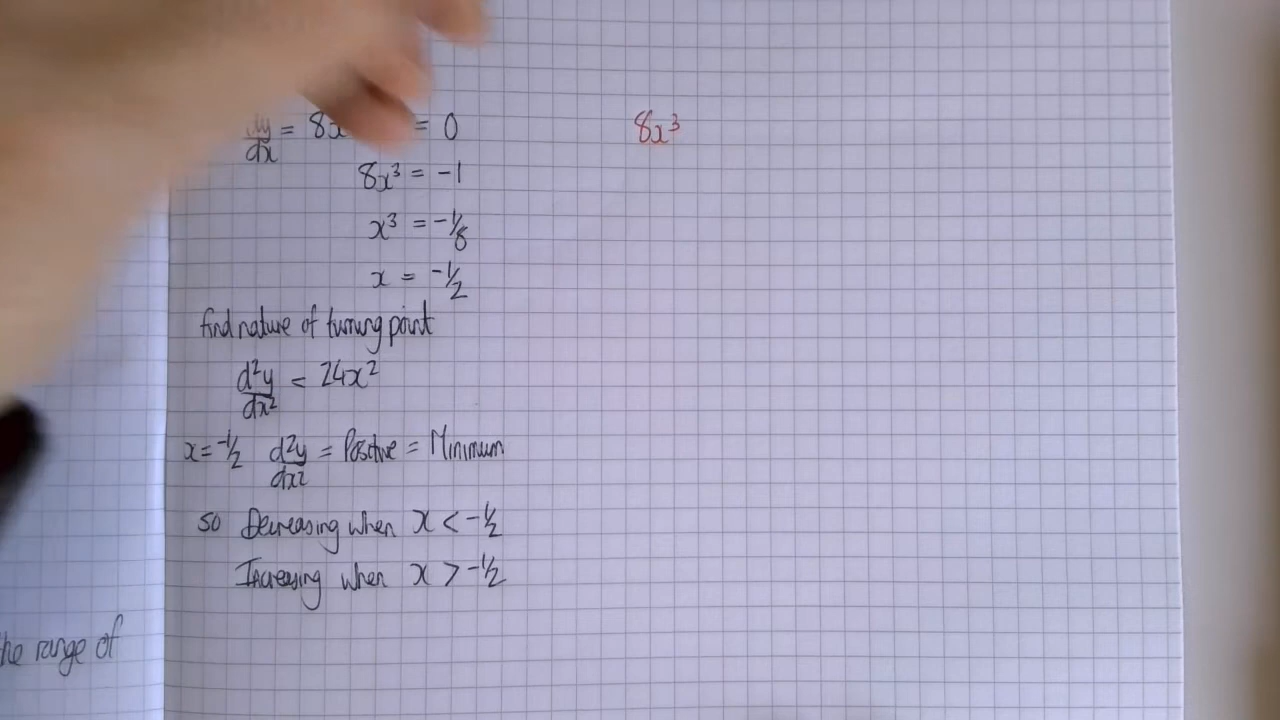 dy/dx = 8x = 0 8x³
8x³ = -1
x³ = -1/8
x = -1/2
find nature of turning point
d²y/dx² = 24x²
x = -1/2 d²y/dx² = Positive = Minimum
so Decreasing when x < -1/2
Increasing when x > -1/2
he range of